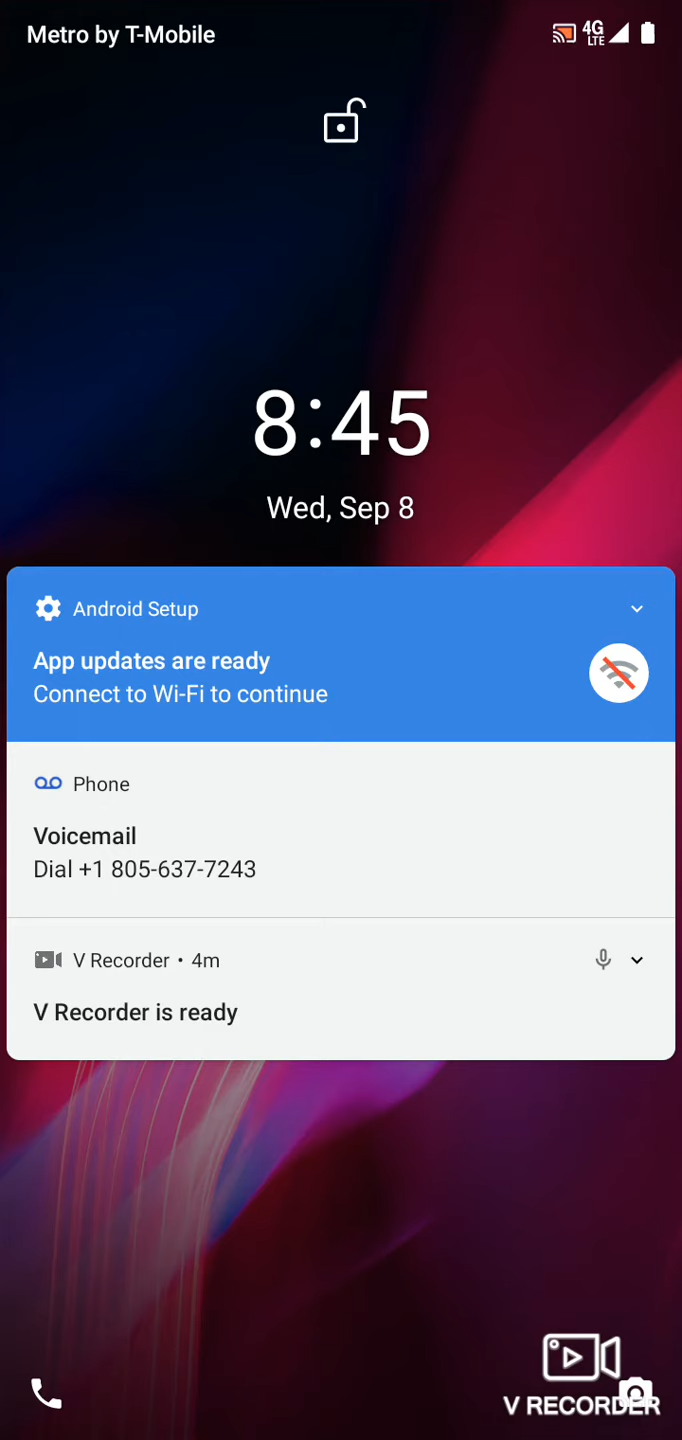 Metro by T-Mobile
4G
LTE
8:45
Wed, Sep 8
Android Setup
App updates are ready
Connect to Wi-Fi to continue
Phone
Voicemail
Dial +1 805-637-7243
V Recorder • 4m
V Recorder is ready
V RECORDER